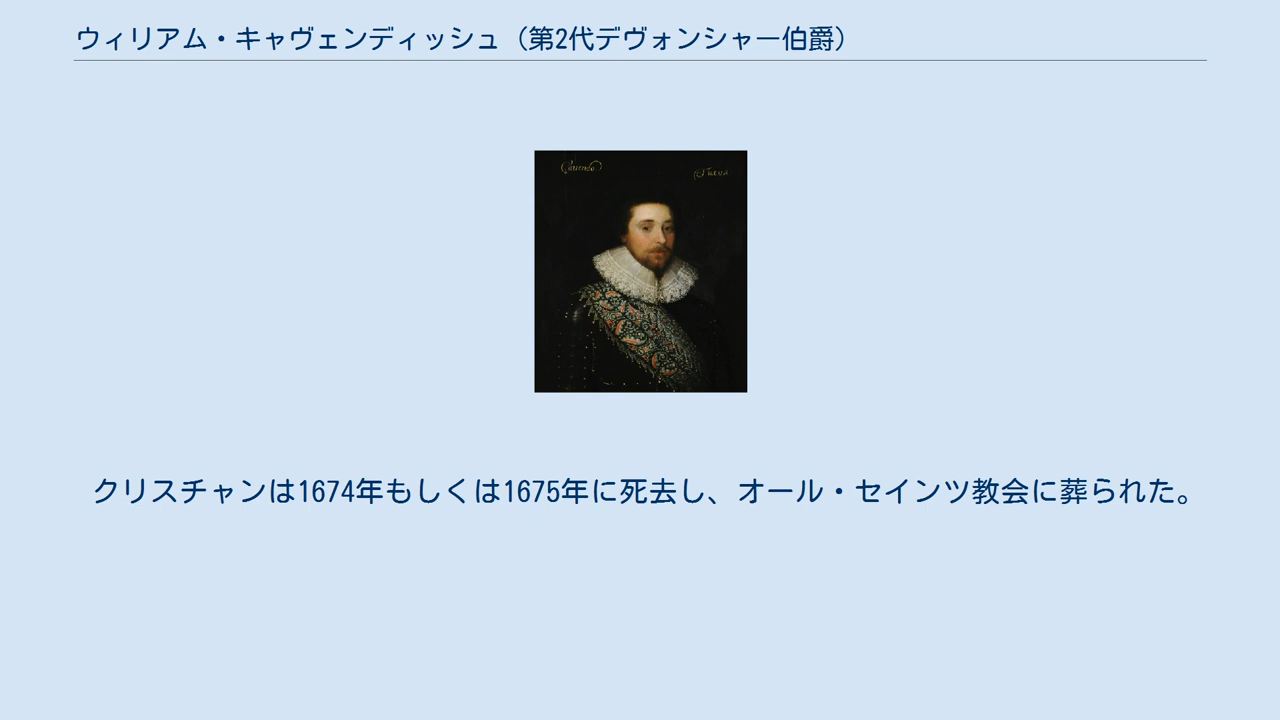 ウィリアム・キャヴェンディッシュ（第2代デヴォンシャー伯爵）
クリスチャンは1674年もしくは1675年に死去し、オール・セインツ教会に葬られた。